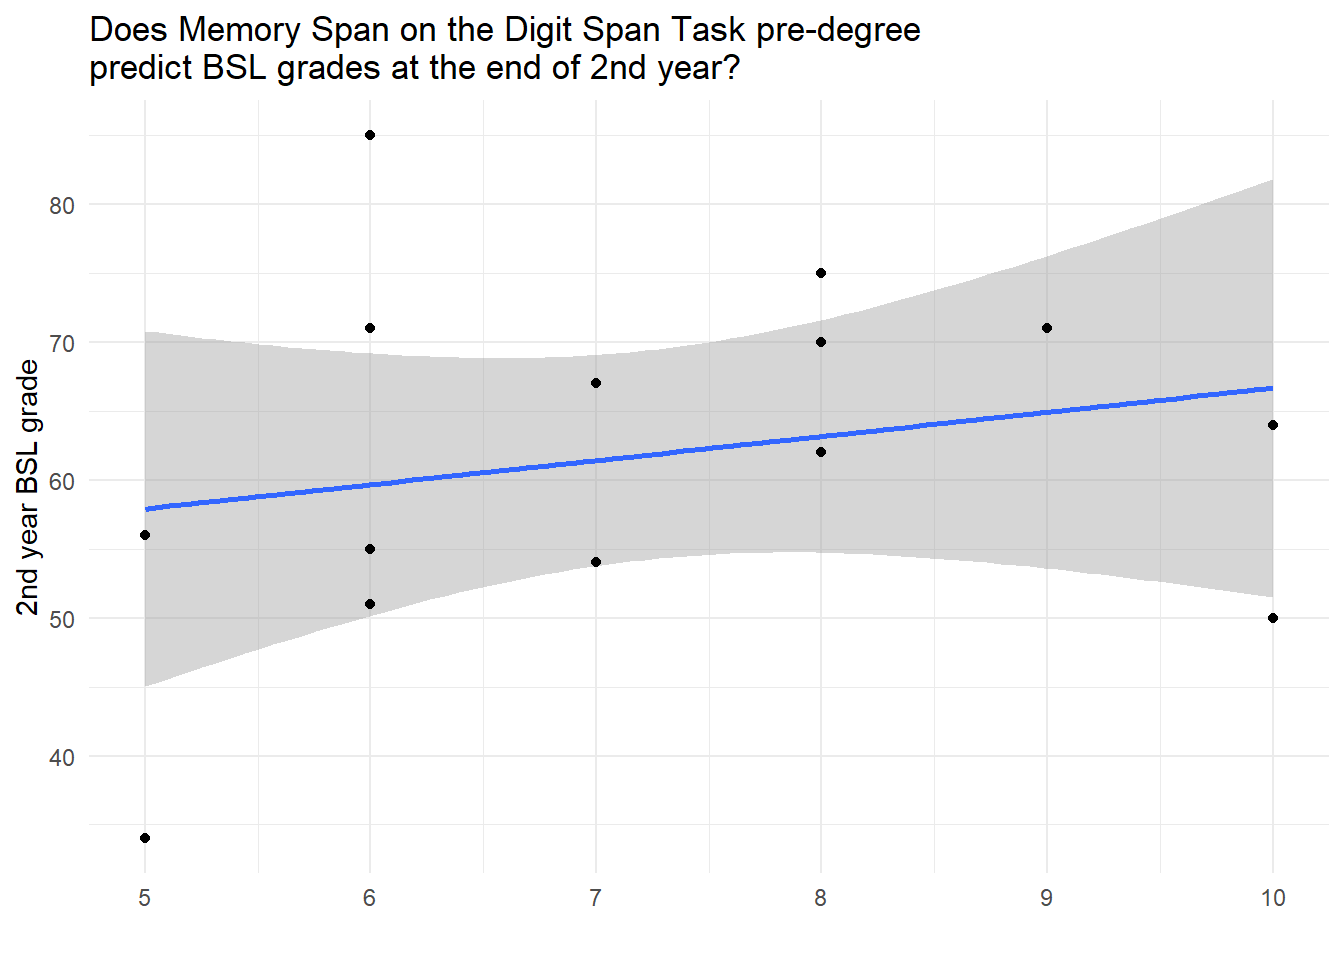 Does Memory Span on the Digit Span Task pre-degree
predict BSL grades at the end of 2nd year?
2nd year BSL grade
80
70
60
50
40
5 6 7 8 9 10